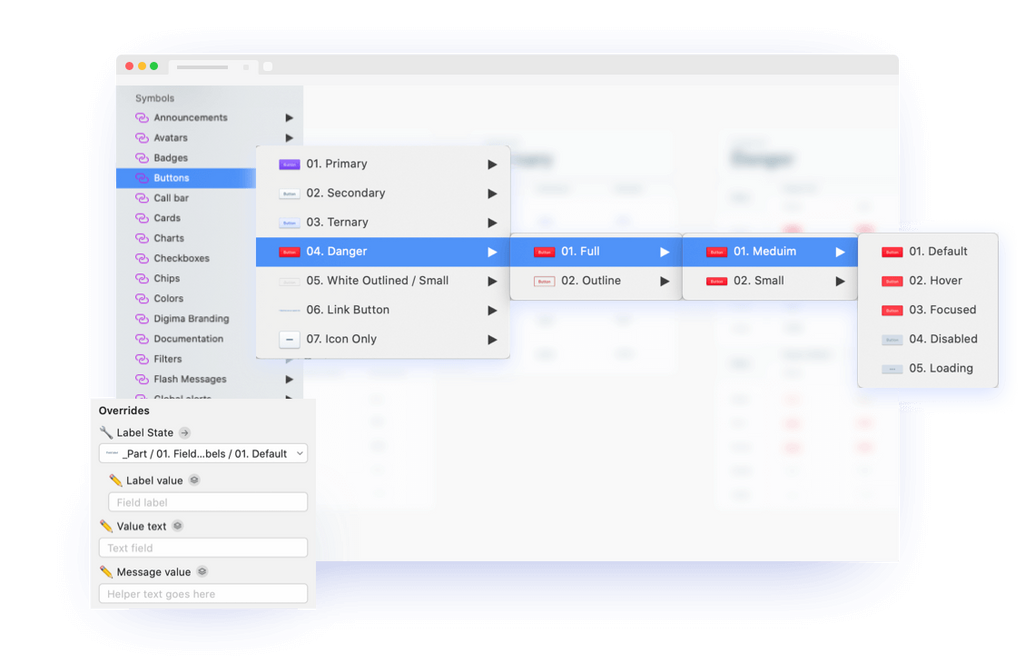 Symbols
Announcements
Avatars
Badges
Buttons
Call bar
Cards
Charts
Checkboxes
Chips
Colors
Digima Branding
Documentation
Filters
Flash Messages
Global alerts
01. Primary
02. Secondary
03. Ternary
04. Danger
05. White Outlined / Small
06. Link Button
07. Icon Only
01. Full
02. Outline
01. Meduim
02. Small
01. Default
02. Hover
03. Focused
04. Disabled
05. Loading
Danger
Overrides
Label State
_Part / 01. Field...bels / 01. Default
Label value
Field label
Value text
Text field
Message value
Helper text goes here